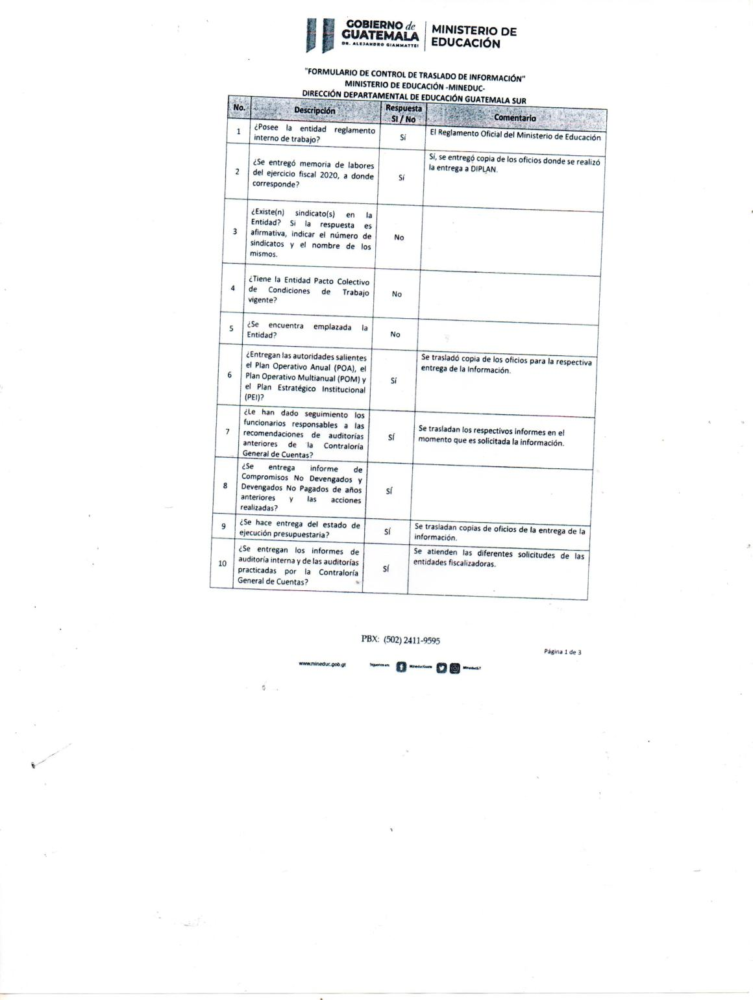 GOBIERNO de
GUATEMALA
DR. ALEJANDRO GIAMMATTEI
MINISTERIO DE
EDUCACIÓN
"FORMULARIO DE CONTROL DE TRASLADO DE INFORMACIÓN"
MINISTERIO DE EDUCACIÓN -MINEDUC-
DIRECCIÓN DEPARTAMENTAL DE EDUCACIÓN GUATEMALA SUR
No.
Descripción
Respuesta
SI / No
Comentario
1
¿Posee la entidad reglamento
interno de trabajo?
Sí
El Reglamento Oficial del Ministerio de Educación
2
¿Se entregó memoria de labores
del ejercicio fiscal 2020, a donde
corresponde?
Sí
Sí, se entregó copia de los oficios donde se realizó
la entrega a DIPLAN.
3
¿Existe(n) sindicato(s) en la
Entidad? Si la respuesta es
afirmativa, indicar el número de
sindicatos y el nombre de los
mismos.
No
4
¿Tiene la Entidad Pacto Colectivo
de Condiciones de Trabajo
vigente?
No
5
¿Se encuentra emplazada la
Entidad?
No
6
¿Entregan las autoridades salientes
el Plan Operativo Anual (POA), el
Plan Operativo Multianual (POM) y
el Plan Estratégico Institucional
(PEI)?
Sí
Se trasladó copia de los oficios para la respectiva
entrega de la Información.
7
¿Le han dado seguimiento los
funcionarios responsables a las
recomendaciones de auditorías
anteriores de la Contraloría
General de Cuentas?
SÍ
Se trasladan los respectivos informes en el
momento que es solicitada la información.
8
¿Se entrega informe de
Compromisos No Devengados y
Devengados No Pagados de años
anteriores y las acciones
realizadas?
SÍ
9
¿Se hace entrega del estado de
ejecución presupuestaria?
SÍ
Se trasladan copias de oficios de la entrega de la
información.
10
¿Se entregan los informes de
auditoría interna y de las auditorías
practicadas por la Contraloría
General de Cuentas?
SÍ
Se atienden las diferentes solicitudes de las
entidades fiscalizadoras.
PBX: (502) 2411-9595
Página 1 de 3
www.mineduc.gob.gt
Síguenos en:
MineducGuate
MineducGT